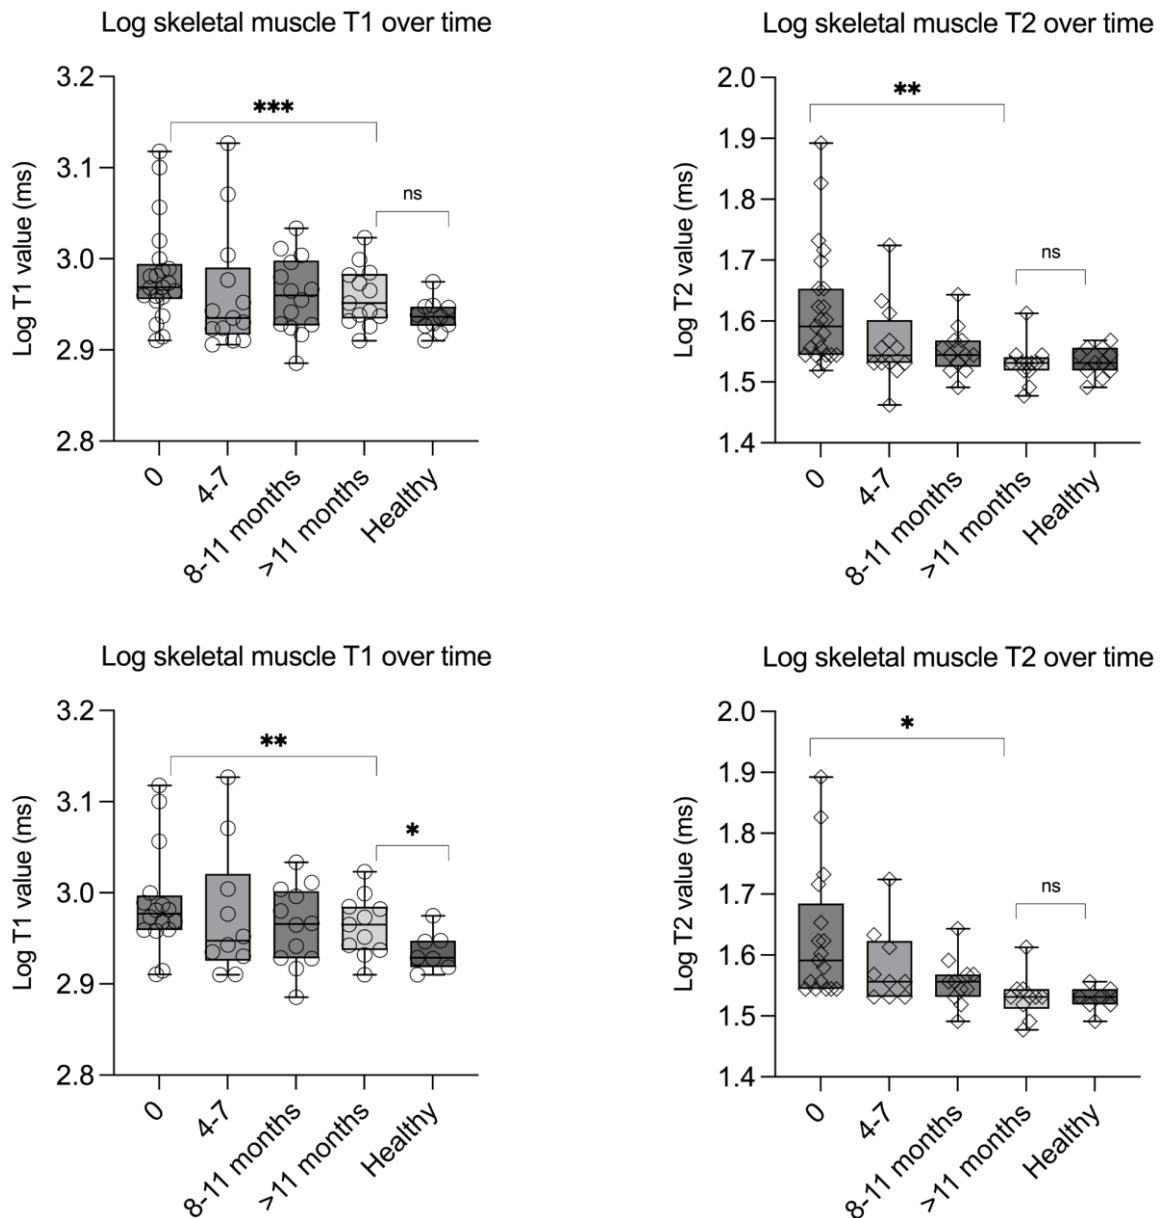 Log skeletal muscle T1 over time
Log T1 value (ms)
3.2
3.1
3.0
2.9
2.8
***
ns
0
4-7
8-11 months
>11 months
Healthy
Log skeletal muscle T2 over time
Log T2 value (ms)
2.0
1.9
1.8
1.7
1.6
1.5
1.4
**
ns
0
4-7
8-11 months
>11 months
Healthy
Log skeletal muscle T1 over time
Log T1 value (ms)
3.2
3.1
3.0
2.9
2.8
**
*
0
4-7
8-11 months
>11 months
Healthy
Log skeletal muscle T2 over time
Log T2 value (ms)
2.0
1.9
1.8
1.7
1.6
1.5
1.4
*
ns
0
4-7
8-11 months
>11 months
Healthy